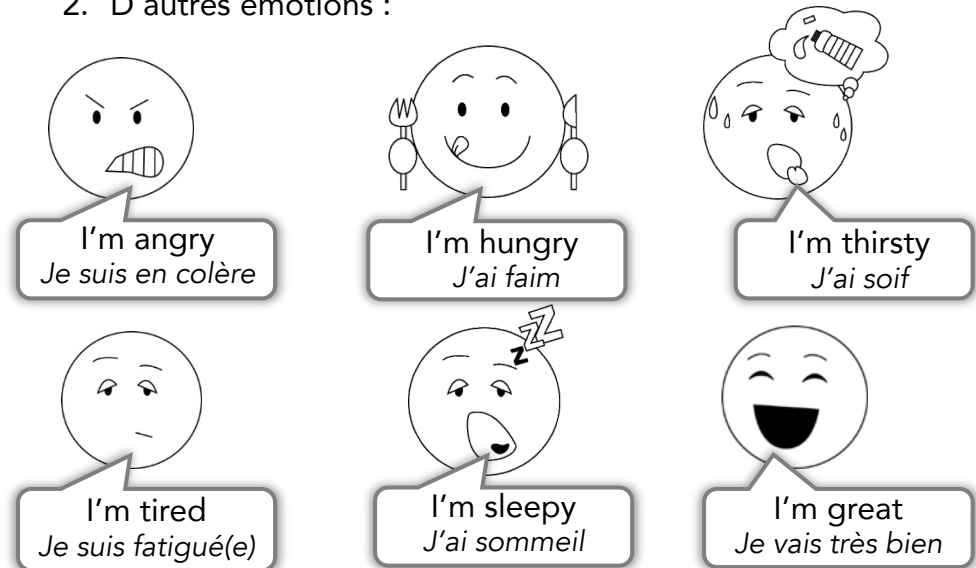 2. D'autres émotions :
I'm angry
Je suis en colère
I'm hungry
J'ai faim
I'm thirsty
J'ai soif
zZZ
I'm tired
Je suis fatigué(e)
I'm sleepy
J'ai sommeil
I'm great
Je vais très bien